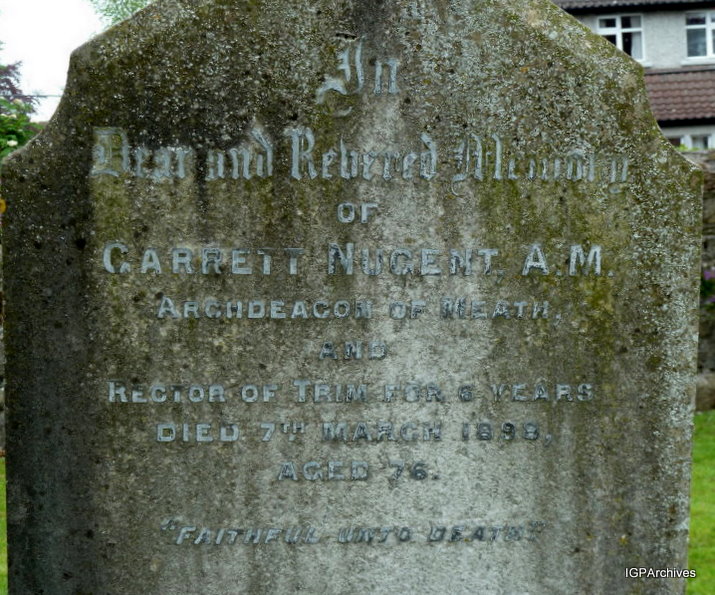 In
Dear and Revered Memory
OF
GARRETT NUGENT, A.M.
ARCHDEACON OF MEATH,
AND
RECTOR OF TRIM FOR 6 YEARS
DIED 7TH MARCH 1898,
AGED 76.
"FAITHFUL UNTO DEATH"
IGPArchives